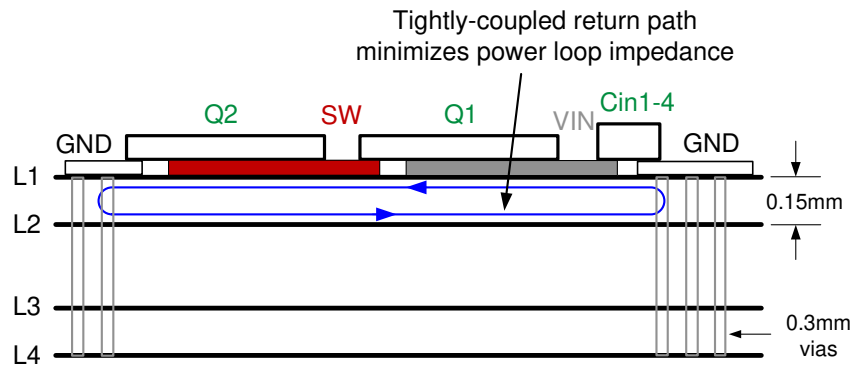 Tightly-coupled return path
minimizes power loop impedance
Cin1-4
Q2
SW
Q1
VIN
GND
GND
L1
0.15mm
L2
L3
0.3mm
vias
L4